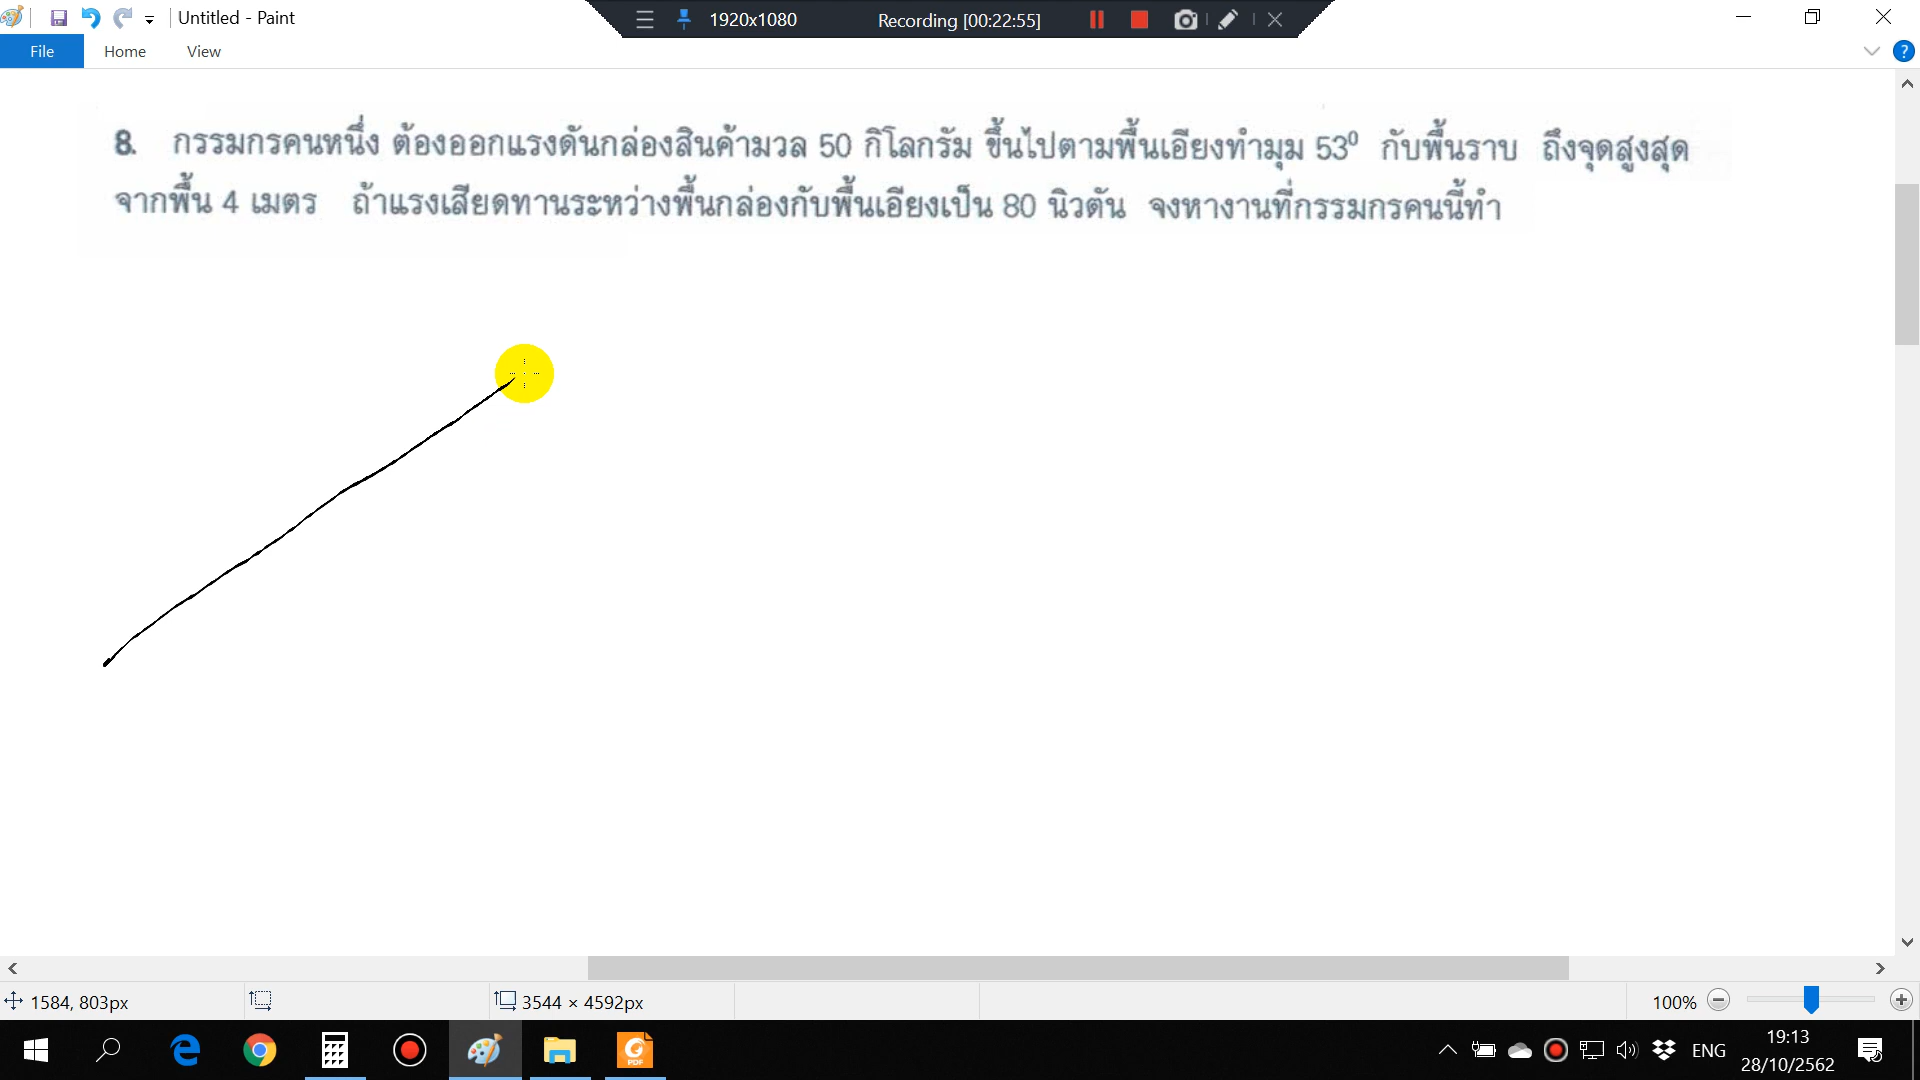 Untitled - Paint
1920x1080
Recording [00:22:55]
File
Home
View
8. กรรมกรคนหนึ่ง ต้องออกแรงดันกล่องสินค้ามวล 50 กิโลกรัม ขึ้นไปตามพื้นเอียงทำมุม 53⁰ กับพื้นราบ ถึงจุดสูงสุด
จากพื้น 4 เมตร ถ้าแรงเสียดทานระหว่างพื้นกล่องกับพื้นเอียงเป็น 80 นิวตัน จงหางานที่กรรมกรคนนี้ทำ
1584, 803px
3544 × 4592px
100%
PDF
ENG
19:13
28/10/2562